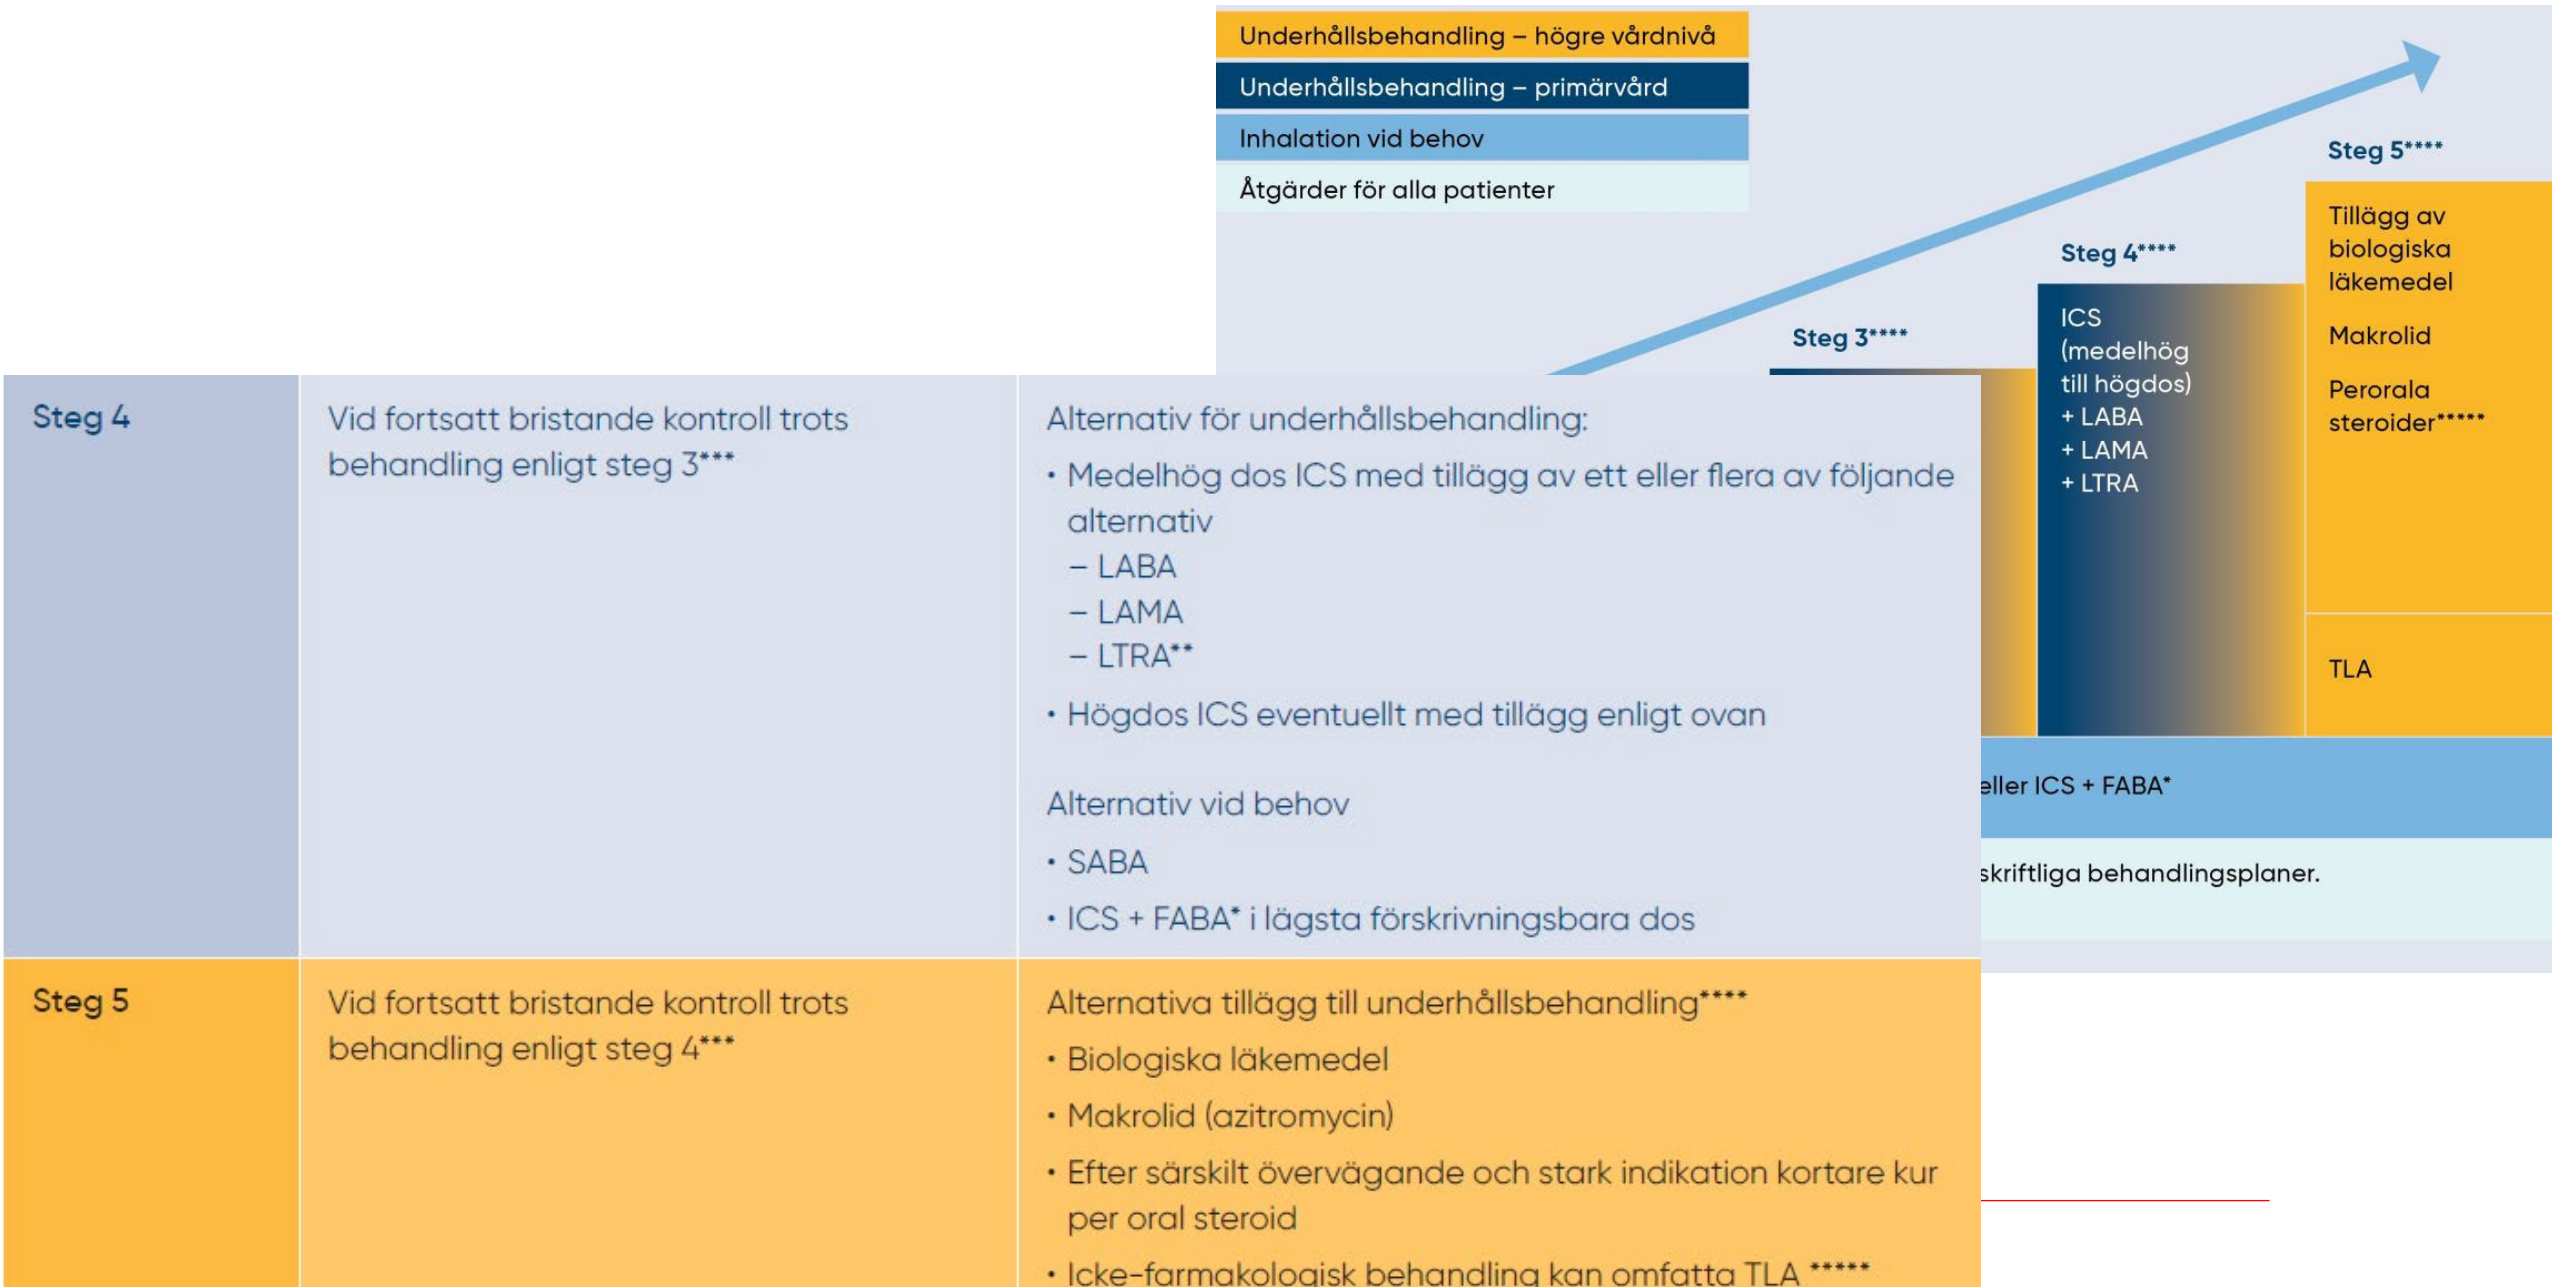 Underhållsbehandling – högre vårdnivå
Underhållsbehandling – primärvård
Inhalation vid behov
Åtgärder för alla patienter
Steg 3****
Steg 4****
ICS
(medelhög
till högdos)
+ LABA
+ LAMA
+ LTRA
Steg 5****
Tillägg av
biologiska
läkemedel
Makrolid
Perorala
steroider*****
TLA
eller ICS + FABA*
skriftliga behandlingsplaner.
Steg 4
Vid fortsatt bristande kontroll trots
behandling enligt steg 3***
Alternativ för underhållsbehandling:
• Medelhög dos ICS med tillägg av ett eller flera av följande
alternativ
– LABA
– LAMA
– LTRA**
• Högdos ICS eventuellt med tillägg enligt ovan
Alternativ vid behov
• SABA
• ICS + FABA* i lägsta förskrivningsbara dos
Steg 5
Vid fortsatt bristande kontroll trots
behandling enligt steg 4***
Alternativa tillägg till underhållsbehandling****
• Biologiska läkemedel
• Makrolid (azitromycin)
• Efter särskilt övervägande och stark indikation kortare kur
per oral steroid
• Icke-farmakologisk behandling kan omfatta TLA *****